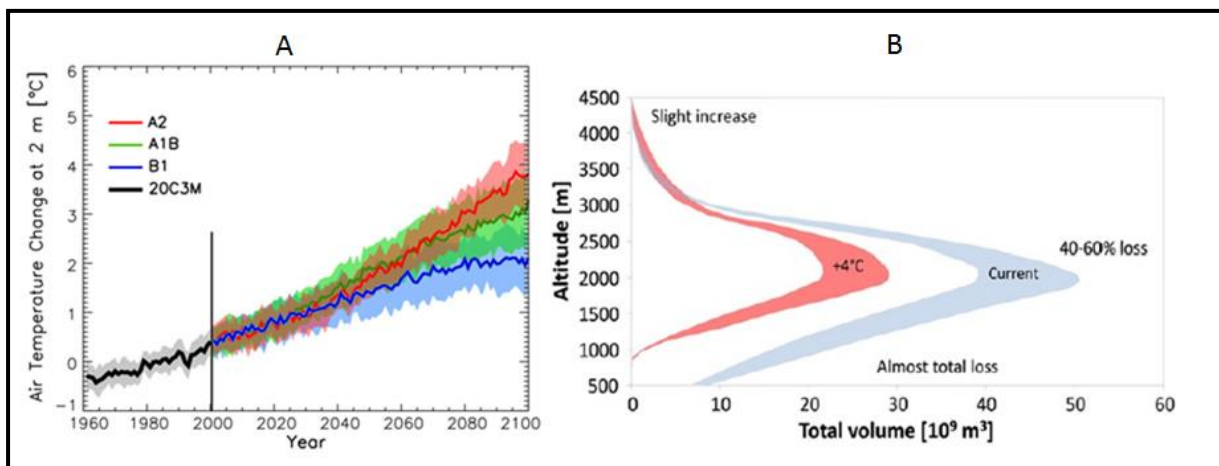 A
6
5
4
3
2
1
0
−1
Air Temperature Change at 2 m [°C]
A2
A1B
B1
20C3M
1960 1980 2000 2020 2040 2060 2080 2100
Year
B
4500
4000
3500
3000
2500
2000
1500
1000
500
Altitude [m]
Slight increase
40-60% loss
+4°C
Current
Almost total loss
0 10 20 30 40 50 60
Total volume [10⁹ m³]